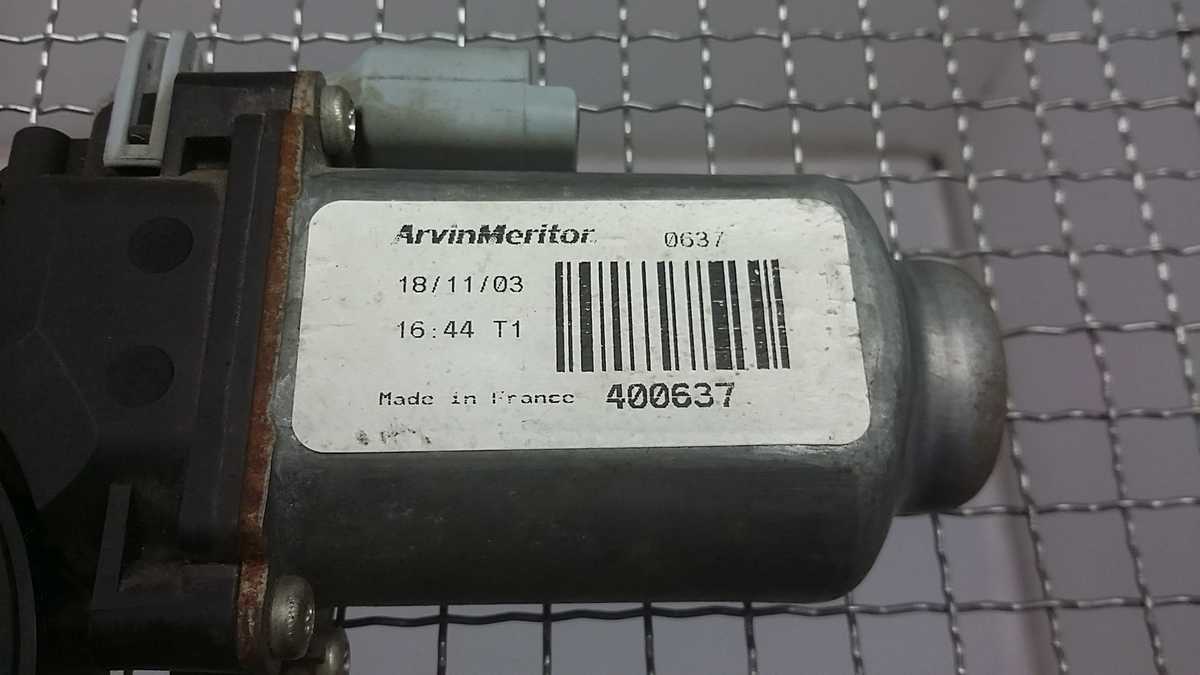 ArvinMeritor 0637
18/11/03
16:44 T1
Made in France 400637